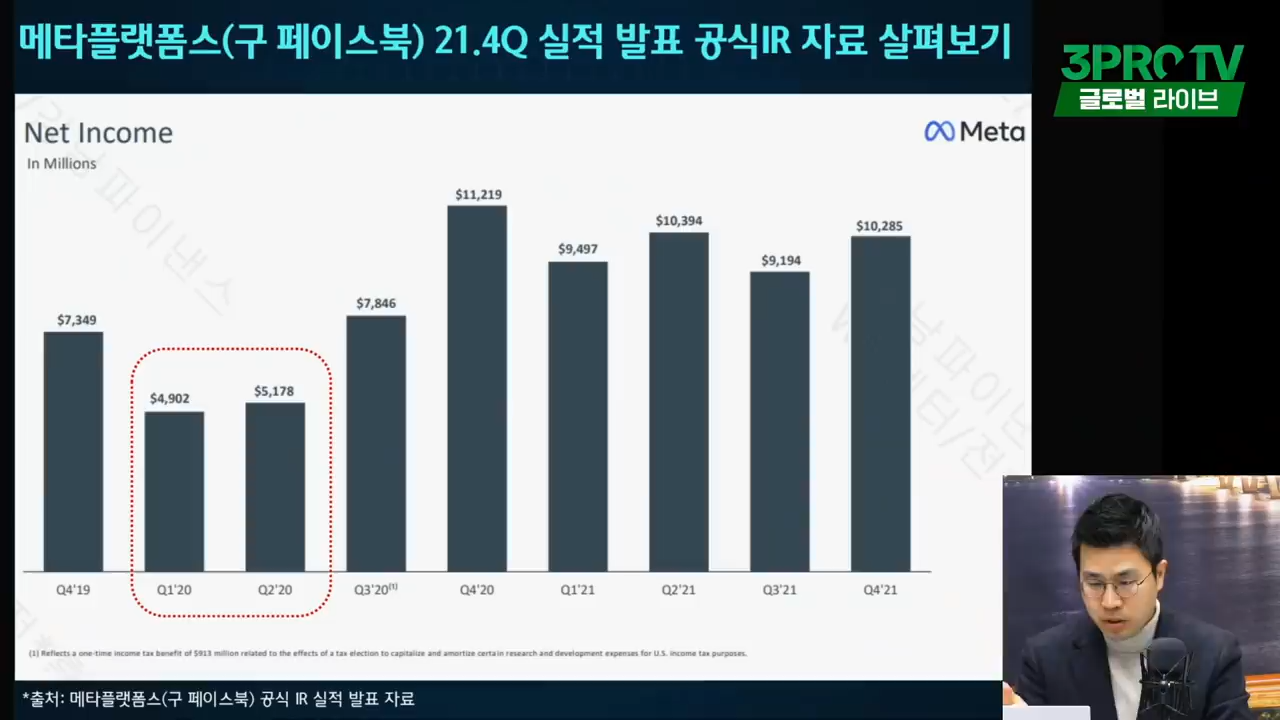 메타플랫폼스(구 페이스북) 21.4Q 실적 발표 공식IR 자료 살펴보기
3PRO TV
글로벌 라이브
Net Income
In Millions
Meta
$7,349
$4,902
$5,178
$7,846
$11,219
$9,497
$10,394
$9,194
$10,285
Q4'19
Q1'20
Q2'20
Q3'20(1)
Q4'20
Q1'21
Q2'21
Q3'21
Q4'21
(1) Reflects a one-time income tax benefit of $913 million related to the effects of a tax election to capitalize and amortize certain research and development expenses for U.S. income tax purposes.
*출처: 메타플랫폼스(구 페이스북) 공식 IR 실적 발표 자료